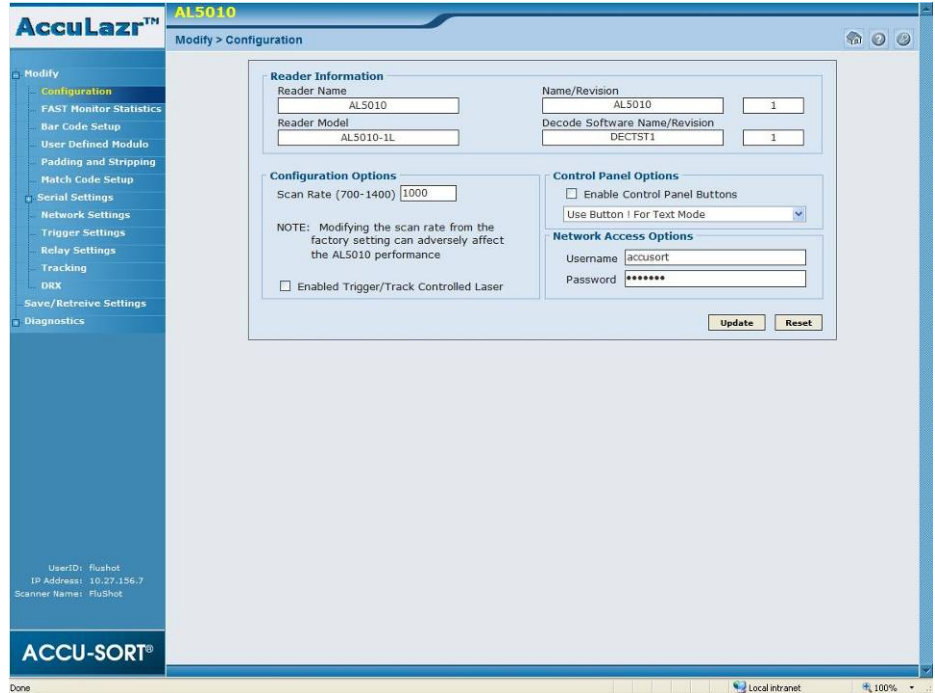 AccuLazr™
AL5010
Modify > Configuration
Modify
Configuration
FAST Monitor Statistics
Bar Code Setup
User Defined Modulo
Padding and Stripping
Match Code Setup
Serial Settings
Network Settings
Trigger Settings
Relay Settings
Tracking
DRX
Save/Retreive Settings
Diagnostics
UserID: flushot
IP Address: 10.27.156.7
Scanner Name: FluShot
ACCU-SORT®
Reader Information
Reader Name
AL5010
Name/Revision
AL5010 1
Reader Model
AL5010-1L
Decode Software Name/Revision
DECTST1 1
Configuration Options
Scan Rate (700-1400) 1000
NOTE: Modifying the scan rate from the
factory setting can adversely affect
the AL5010 performance
Enabled Trigger/Track Controlled Laser
Control Panel Options
Enable Control Panel Buttons
Use Button ! For Text Mode
Network Access Options
Username accusort
Password •••••••
Update Reset
Done
Local intranet
100%